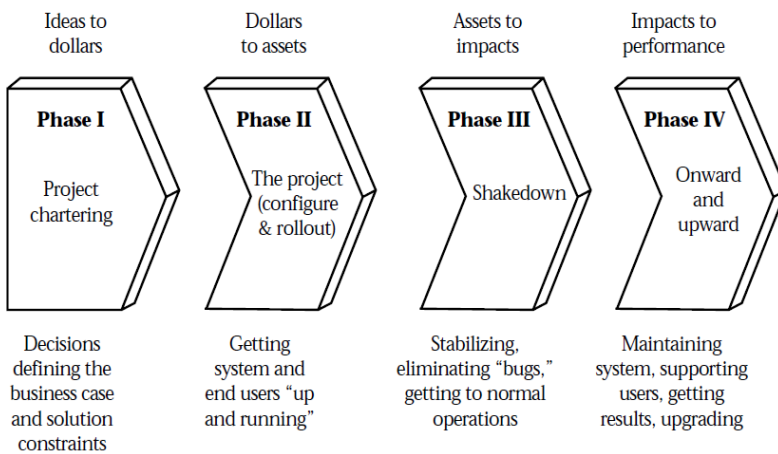 Ideas to
dollars
Dollars
to assets
Assets to
impacts
Impacts to
performance
Phase I
Project
chartering
Phase II
The project
(configure
& rollout)
Phase III
Shakedown
Phase IV
Onward
and
upward
Decisions
defining the
business case
and solution
constraints
Getting
system and
end users “up
and running”
Stabilizing,
eliminating “bugs,”
getting to normal
operations
Maintaining
system, supporting
users, getting
results, upgrading